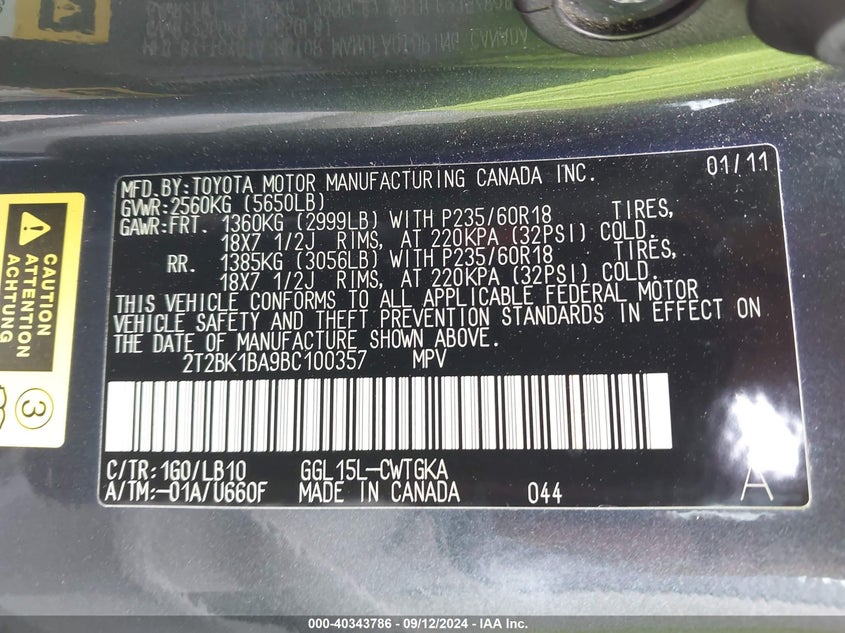 MFD. BY: TOYOTA MOTOR MANUFACTURING CANADA INC. 01/11
GVWR: 2560KG (5650LB)
GAWR: FRT. 1360KG (2999LB) WITH P235/60R18 TIRES,
18X7 1/2J RIMS, AT 220KPA (32PSI) COLD.
RR. 1385KG (3056LB) WITH P235/60R18 TIRES,
18X7 1/2J RIMS, AT 220KPA (32PSI) COLD.
THIS VEHICLE CONFORMS TO ALL APPLICABLE FEDERAL MOTOR
VEHICLE SAFETY AND THEFT PREVENTION STANDARDS IN EFFECT ON
THE DATE OF MANUFACTURE SHOWN ABOVE.
2T2BK1BA9BC100357 MPV
C/TR: 1G0/LB10 GGL15L-CWTGKA
A/TM: -01A/U660F MADE IN CANADA 044 A
CAUTION
ATTENTION
ACHTUNG
3
000-40343786 - 09/12/2024 - IAA Inc.